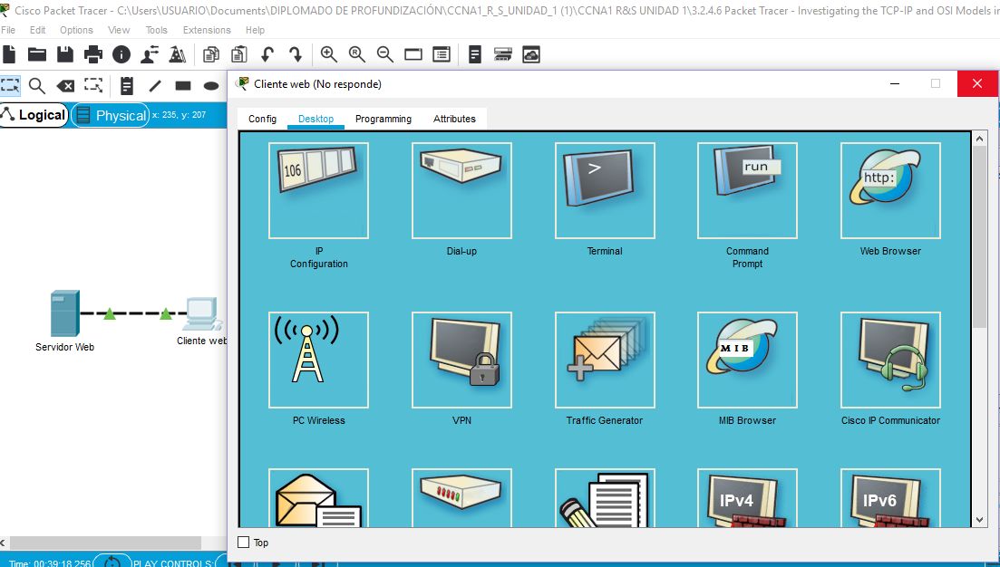 Cisco Packet Tracer - C:\Users\USUARIO\Documents\DIPLOMADO DE PROFUNDIZACIÓN\CCNA1_R_S_UNIDAD_1 (1)\CCNA1 R&S UNIDAD 1\3.2.4.6 Packet Tracer - Investigating the TCP-IP and OSI Models in
File Edit Options View Tools Extensions Help
Cliente web (No responde)
Logical Physical x: 235, y: 207
Config Desktop Programming Attributes
106
>
run
http:
IP Configuration
Dial-up
Terminal
Command Prompt
Web Browser
Servidor Web
Cliente web
MIB
PC Wireless
VPN
Traffic Generator
MIB Browser
Cisco IP Communicator
IPv4
IPv6
Top
Time: 00:39:18.256 PLAY CONTROLS: